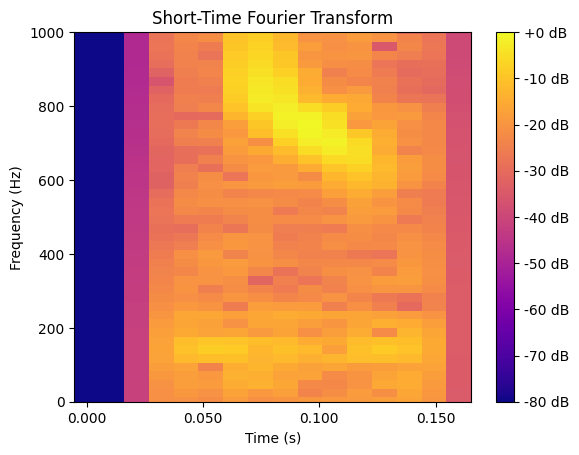 Short-Time Fourier Transform
1000
800
600
400
200
0
Frequency (Hz)
0.000
0.050
0.100
0.150
Time (s)
+0 dB
-10 dB
-20 dB
-30 dB
-40 dB
-50 dB
-60 dB
-70 dB
-80 dB